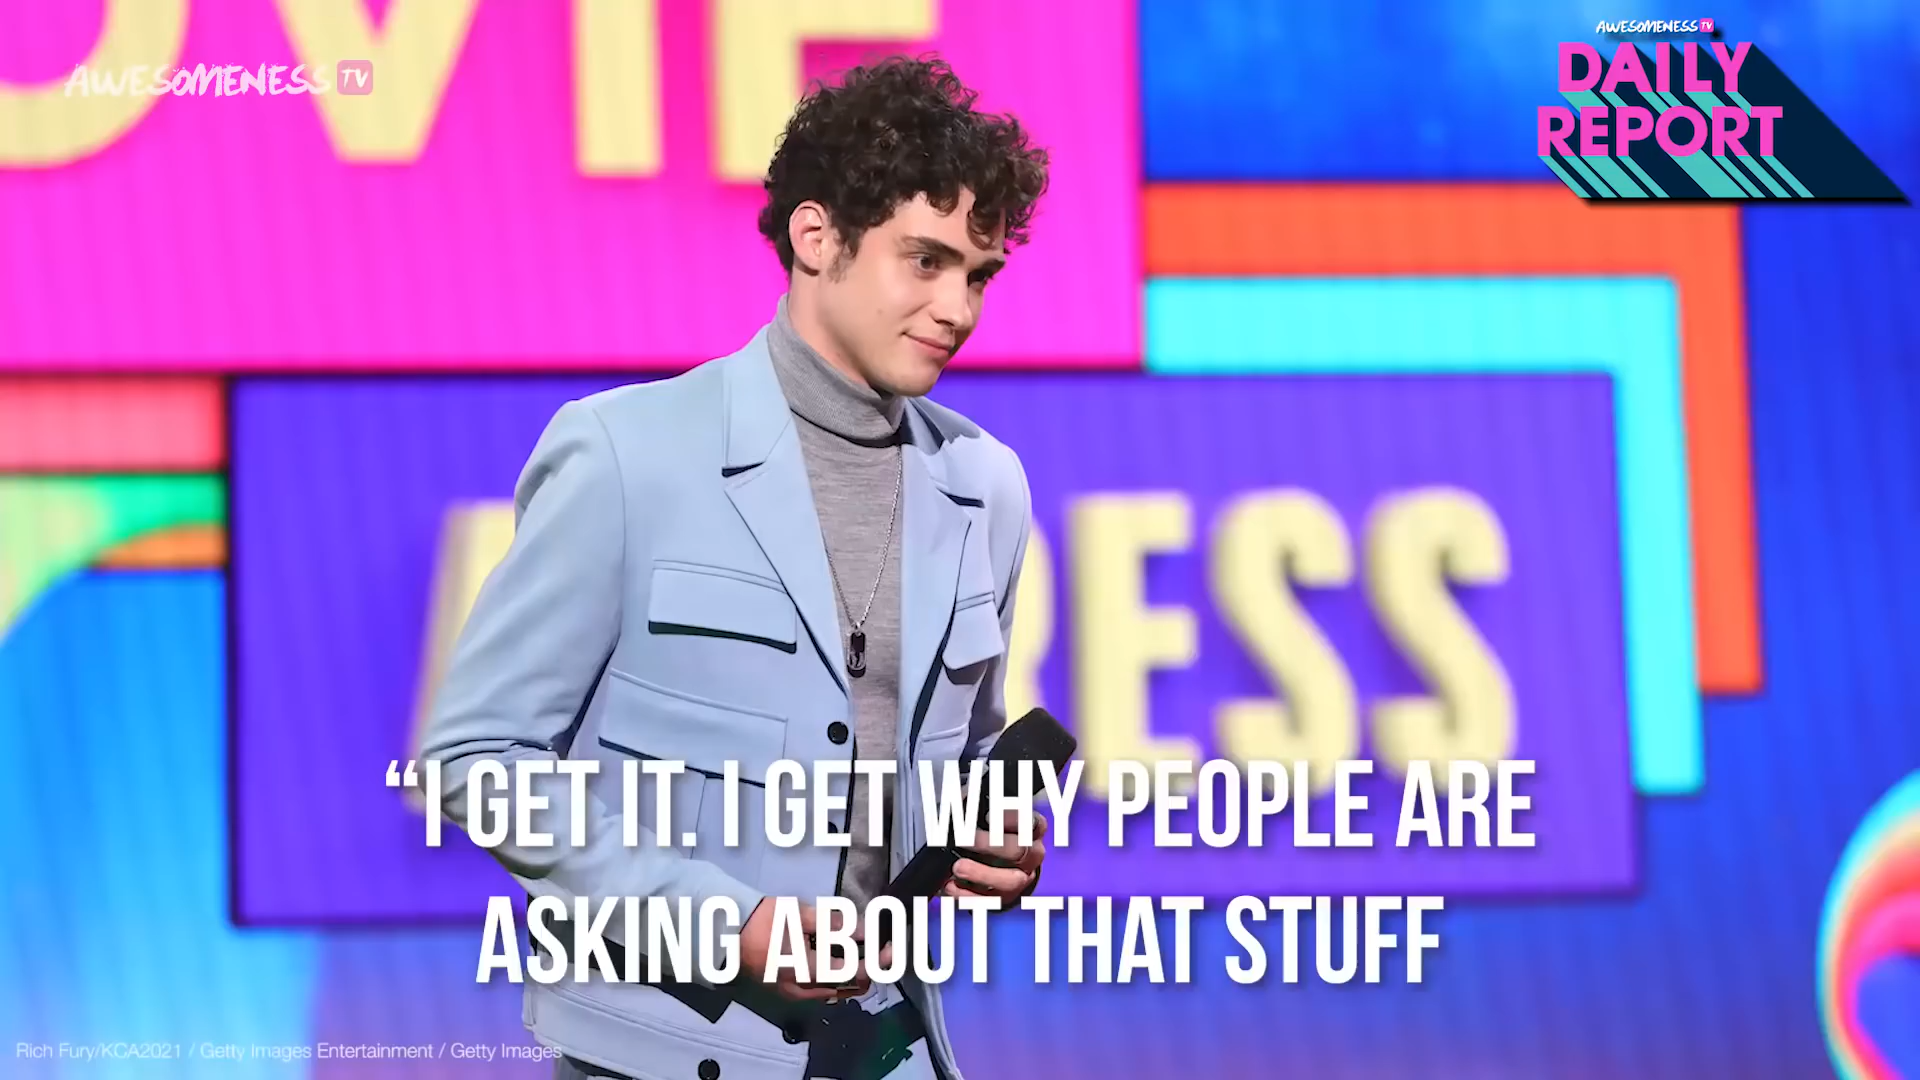 AWESOMENESS TV
AWESOMENESS TV
DAILY
REPORT
RESS
“I GET IT. I GET WHY PEOPLE ARE
ASKING ABOUT THAT STUFF
Rich Fury/KCA2021 / Getty Images Entertainment / Getty Images